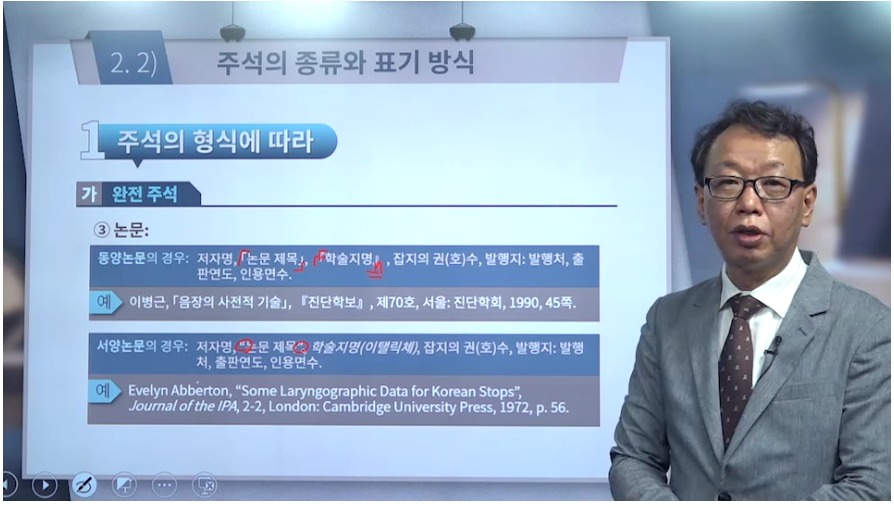 2. 2) 주석의 종류와 표기 방식
1 주석의 형식에 따라
가 완전 주석
③ 논문:
동양논문의 경우: 저자명, 「논문 제목」, 『학술지명』, 잡지의 권(호)수, 발행지: 발행처, 출
판연도, 인용면수.
예 이병근, 「음장의 사전적 기술」, 『진단학보』, 제70호, 서울: 진단학회, 1990, 45쪽.
서양논문의 경우: 저자명, "논문 제목", 학술지명(이탤릭체), 잡지의 권(호)수, 발행지: 발행
처, 출판연도, 인용면수.
예 Evelyn Abberton, “Some Laryngographic Data for Korean Stops”,
Journal of the IPA, 2-2, London: Cambridge University Press, 1972, p. 56.